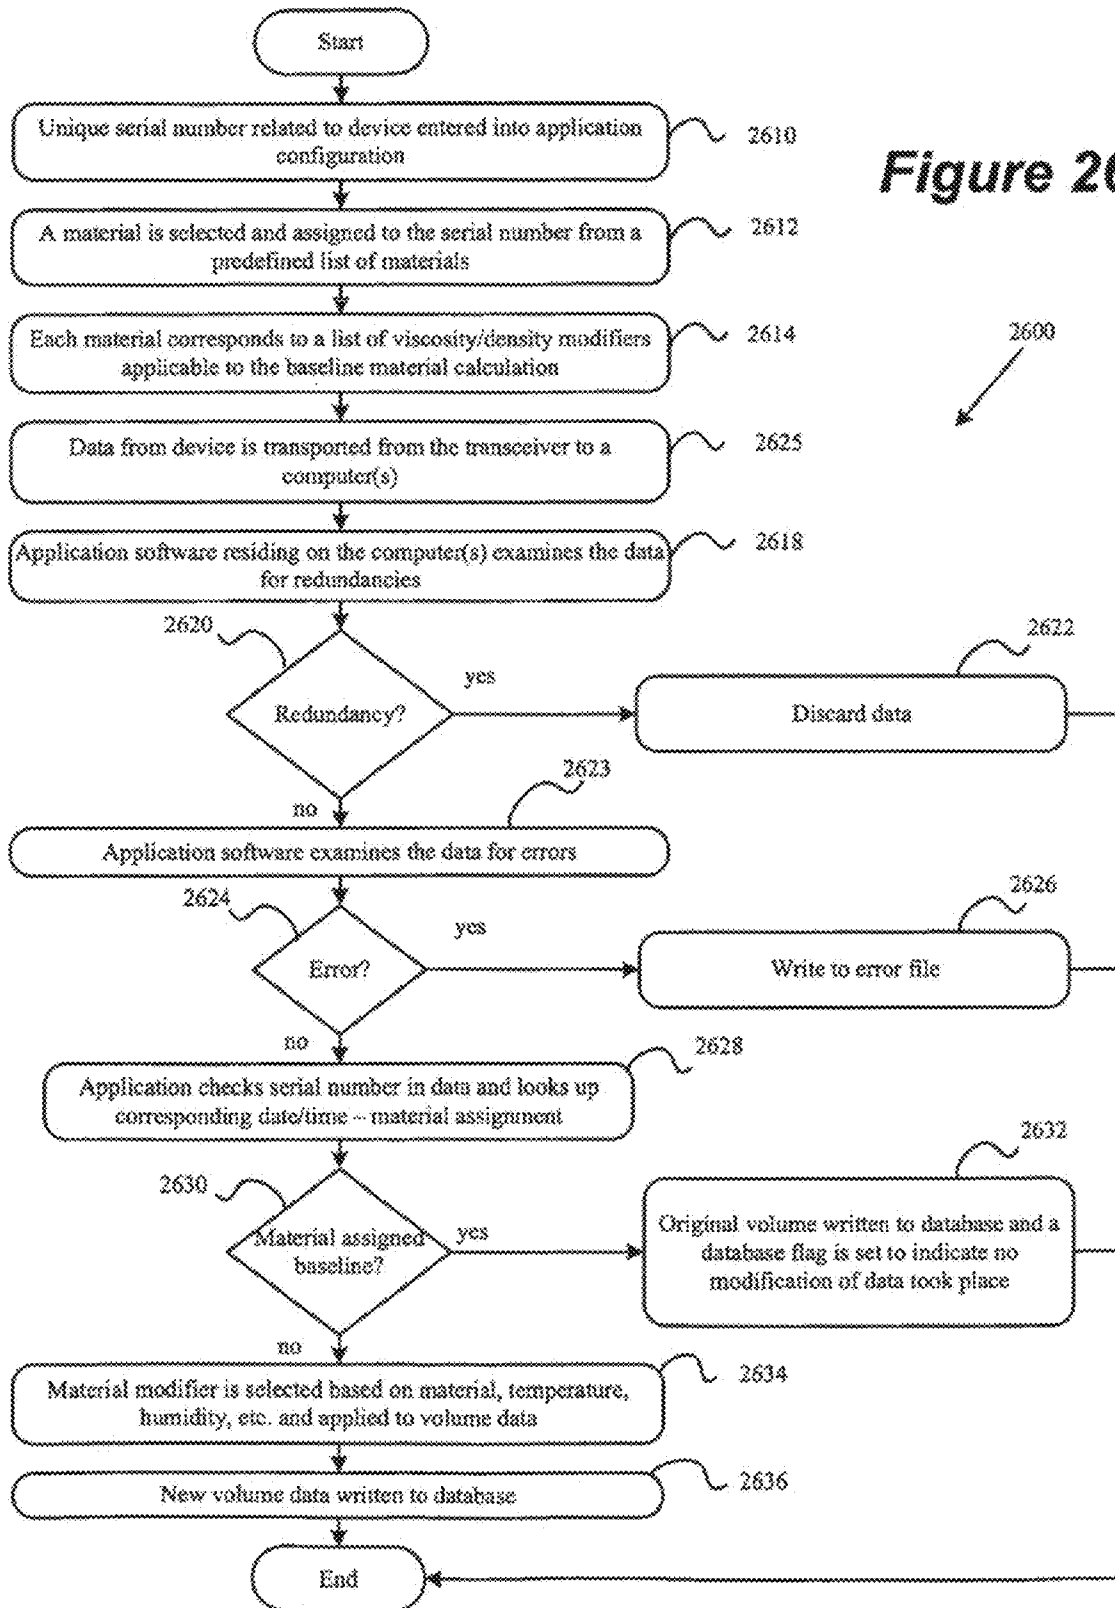 Start
Unique serial number related to device entered into application
configuration
2610
Figure 26
A material is selected and assigned to the serial number from a
predefined list of materials
2612
Each material corresponds to a list of viscosity/density modifiers
applicable to the baseline material calculation
2614
2600
Data from device is transported from the transceiver to a
computer(s)
2625
Application software residing on the computer(s) examines the data
for redundancies
2618
2620
Redundancy?
yes
2622
Discard data
no
2623
Application software examines the data for errors
2624
Error?
yes
2626
Write to error file
no
2628
Application checks serial number in data and looks up
corresponding date/time – material assignment
2630
Material assigned
baseline?
yes
2632
Original volume written to database and a
database flag is set to indicate no
modification of data took place
no
2634
Material modifier is selected based on material, temperature,
humidity, etc. and applied to volume data
2636
New volume data written to database
End